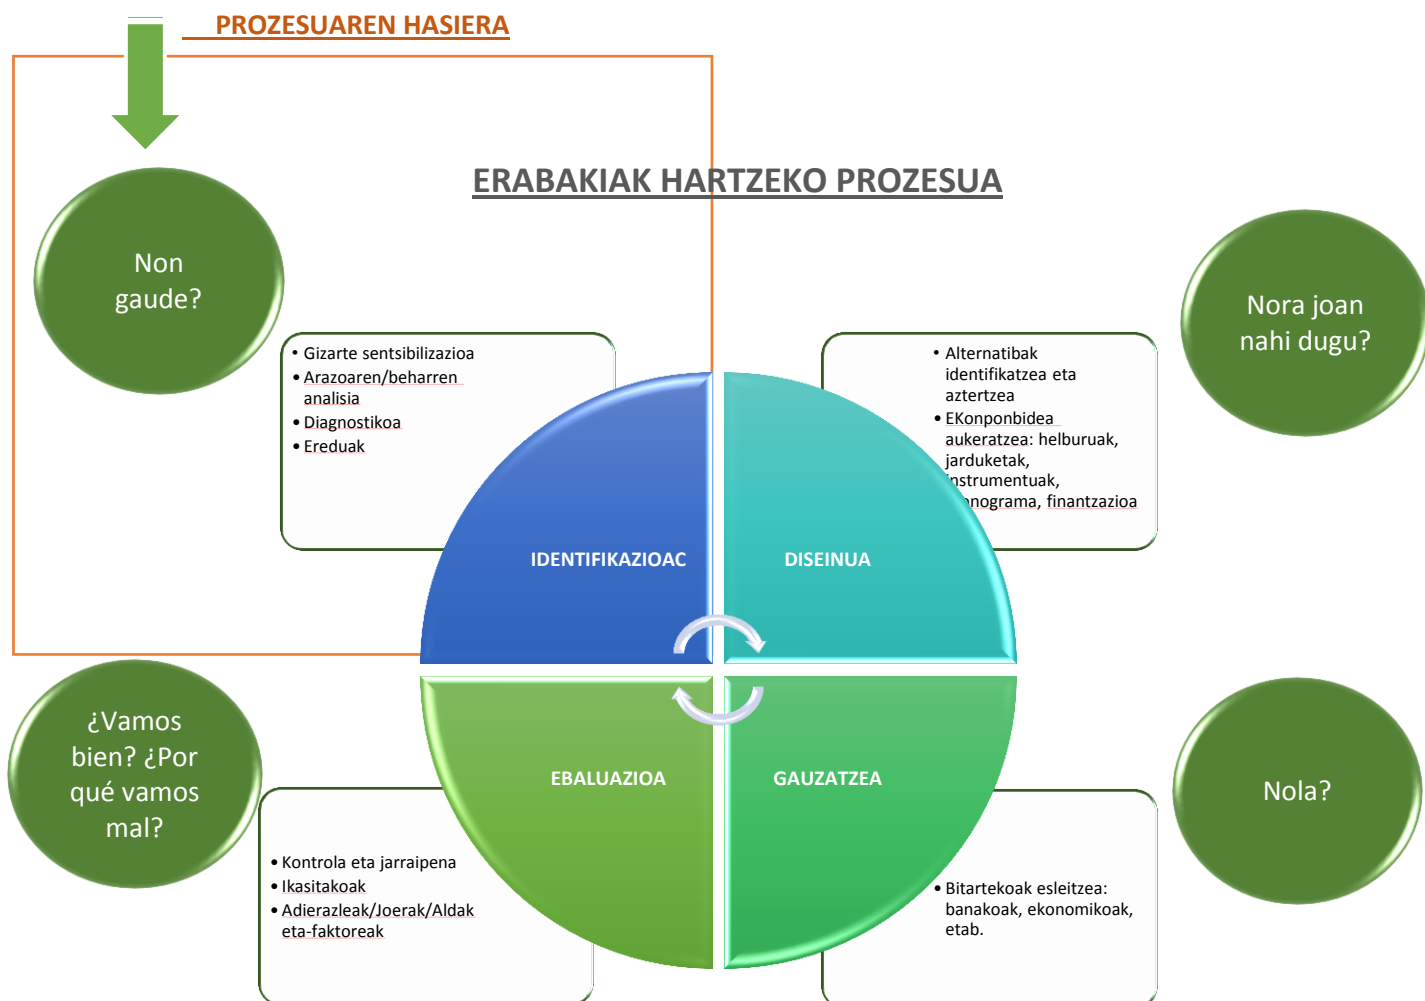 PROZESUAREN HASIERA
ERABAKIAK HARTZEKO PROZESUA
Non
gaude?
Nora joan
nahi dugu?
• Gizarte sentsibilizazioa
• Arazoaren/beharren
analisia
• Diagnostikoa
• Ereduak
• Alternatibak
identifikatzea eta
aztertzea
• EKonponbidea
aukeratzea: helburuak,
jarduketak,
nstrumentuak,
onograma, finantzazioa
IDENTIFIKAZIOAC
DISEINUA
¿Vamos
bien? ¿Por
qué vamos
mal?
EBALUAZIOA
GAUZATZEA
Nola?
• Kontrola eta jarraipena
• Ikasitakoak
• Adierazleak/Joerak/Aldak
eta-faktoreak
• Bitartekoak esleitzea:
banakoak, ekonomikoak,
etab.